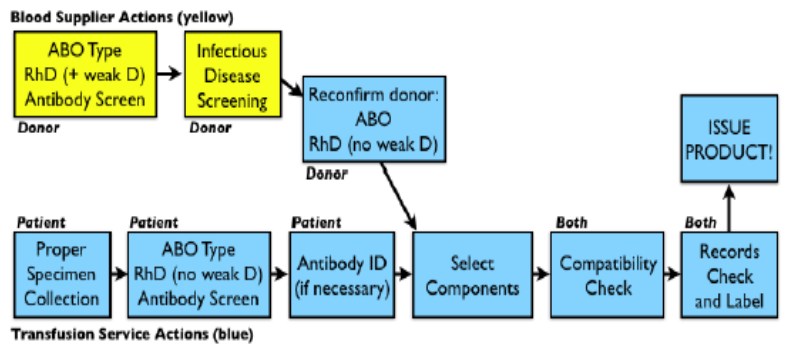 Blood Supplier Actions (yellow)
ABO Type
RhD (+ weak D)
Antibody Screen
Donor
Infectious
Disease
Screening
Donor
Reconfirm donor:
ABO
RhD (no weak D)
Donor
ISSUE
PRODUCT!
Patient
Proper
Specimen
Collection
Patient
ABO Type
RhD (no weak D)
Antibody Screen
Patient
Antibody ID
(if necessary)
Select
Components
Both
Compatibility
Check
Both
Records
Check
and Label
Transfusion Service Actions (blue)